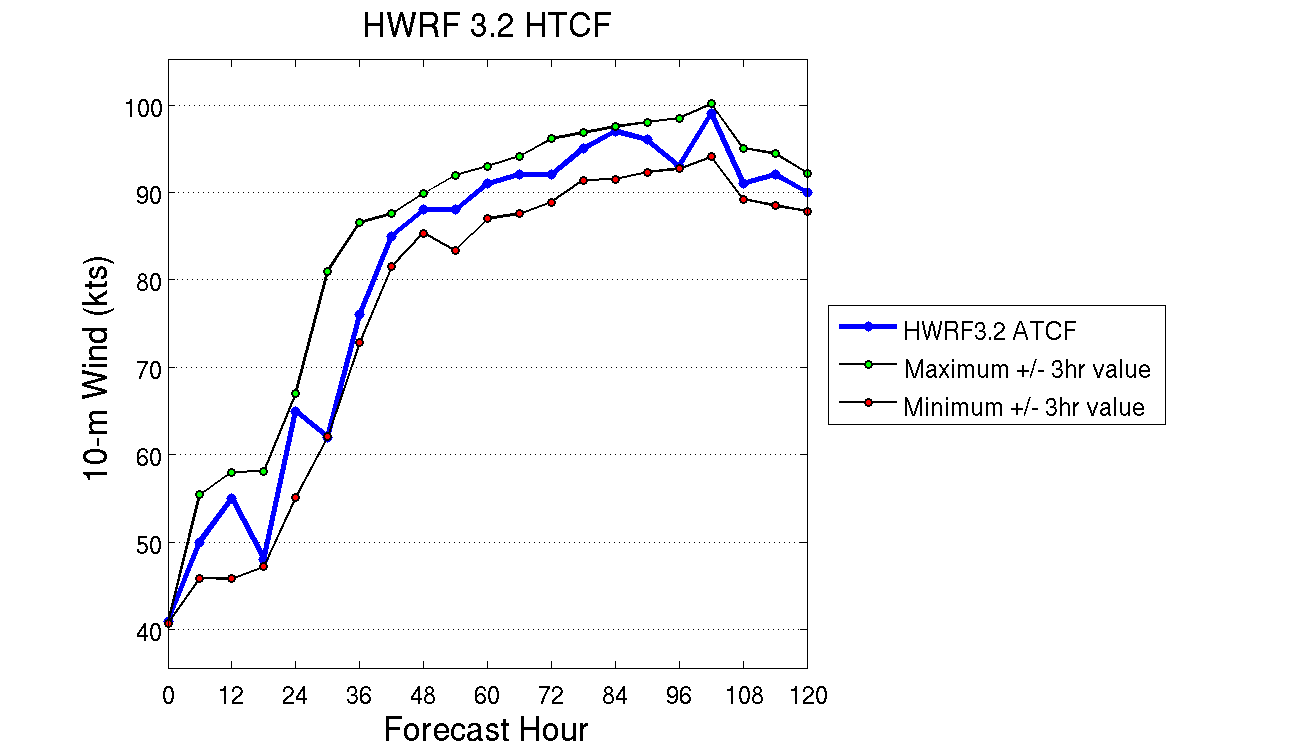 HWRF 3.2 HTCF
100
90
80
70
60
50
40
10-m Wind (kts)
0 12 24 36 48 60 72 84 96 108 120
Forecast Hour
HWRF3.2 ATCF
Maximum +/- 3hr value
Minimum +/- 3hr value